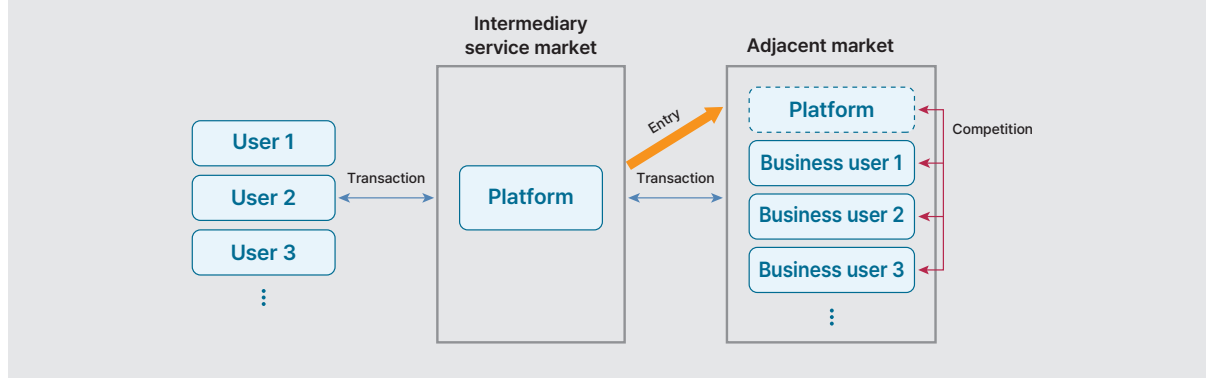 Intermediary
service market
Adjacent market
User 1
User 2
User 3
Transaction
Platform
Entry
Transaction
Platform
Business user 1
Business user 2
Business user 3
Competition